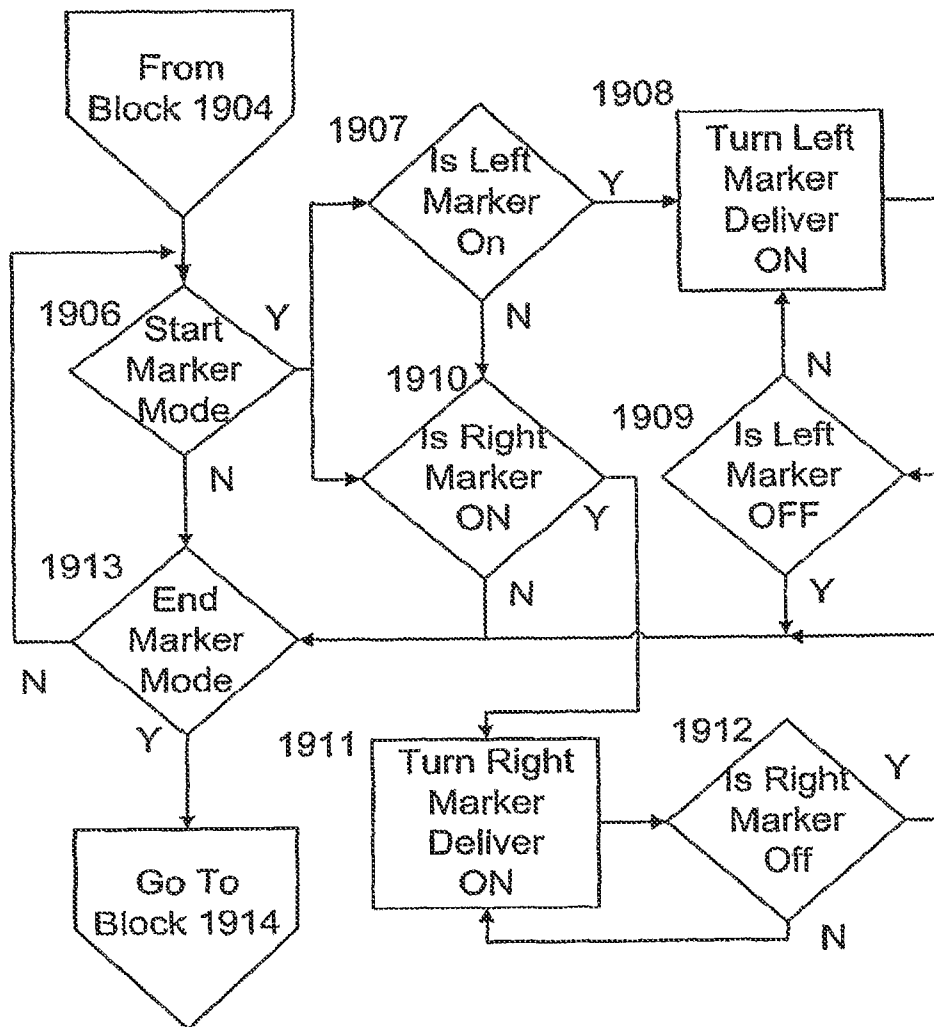 From
Block 1904
1906
Start
Marker
Mode
Y
N
1907
Is Left
Marker
On
Y
N
1908
Turn Left
Marker
Deliver
ON
1909
Is Left
Marker
OFF
N
Y
1910
Is Right
Marker
ON
Y
N
1913
End
Marker
Mode
N
Y
1911
Turn Right
Marker
Deliver
ON
1912
Is Right
Marker
Off
Y
N
Go To
Block 1914